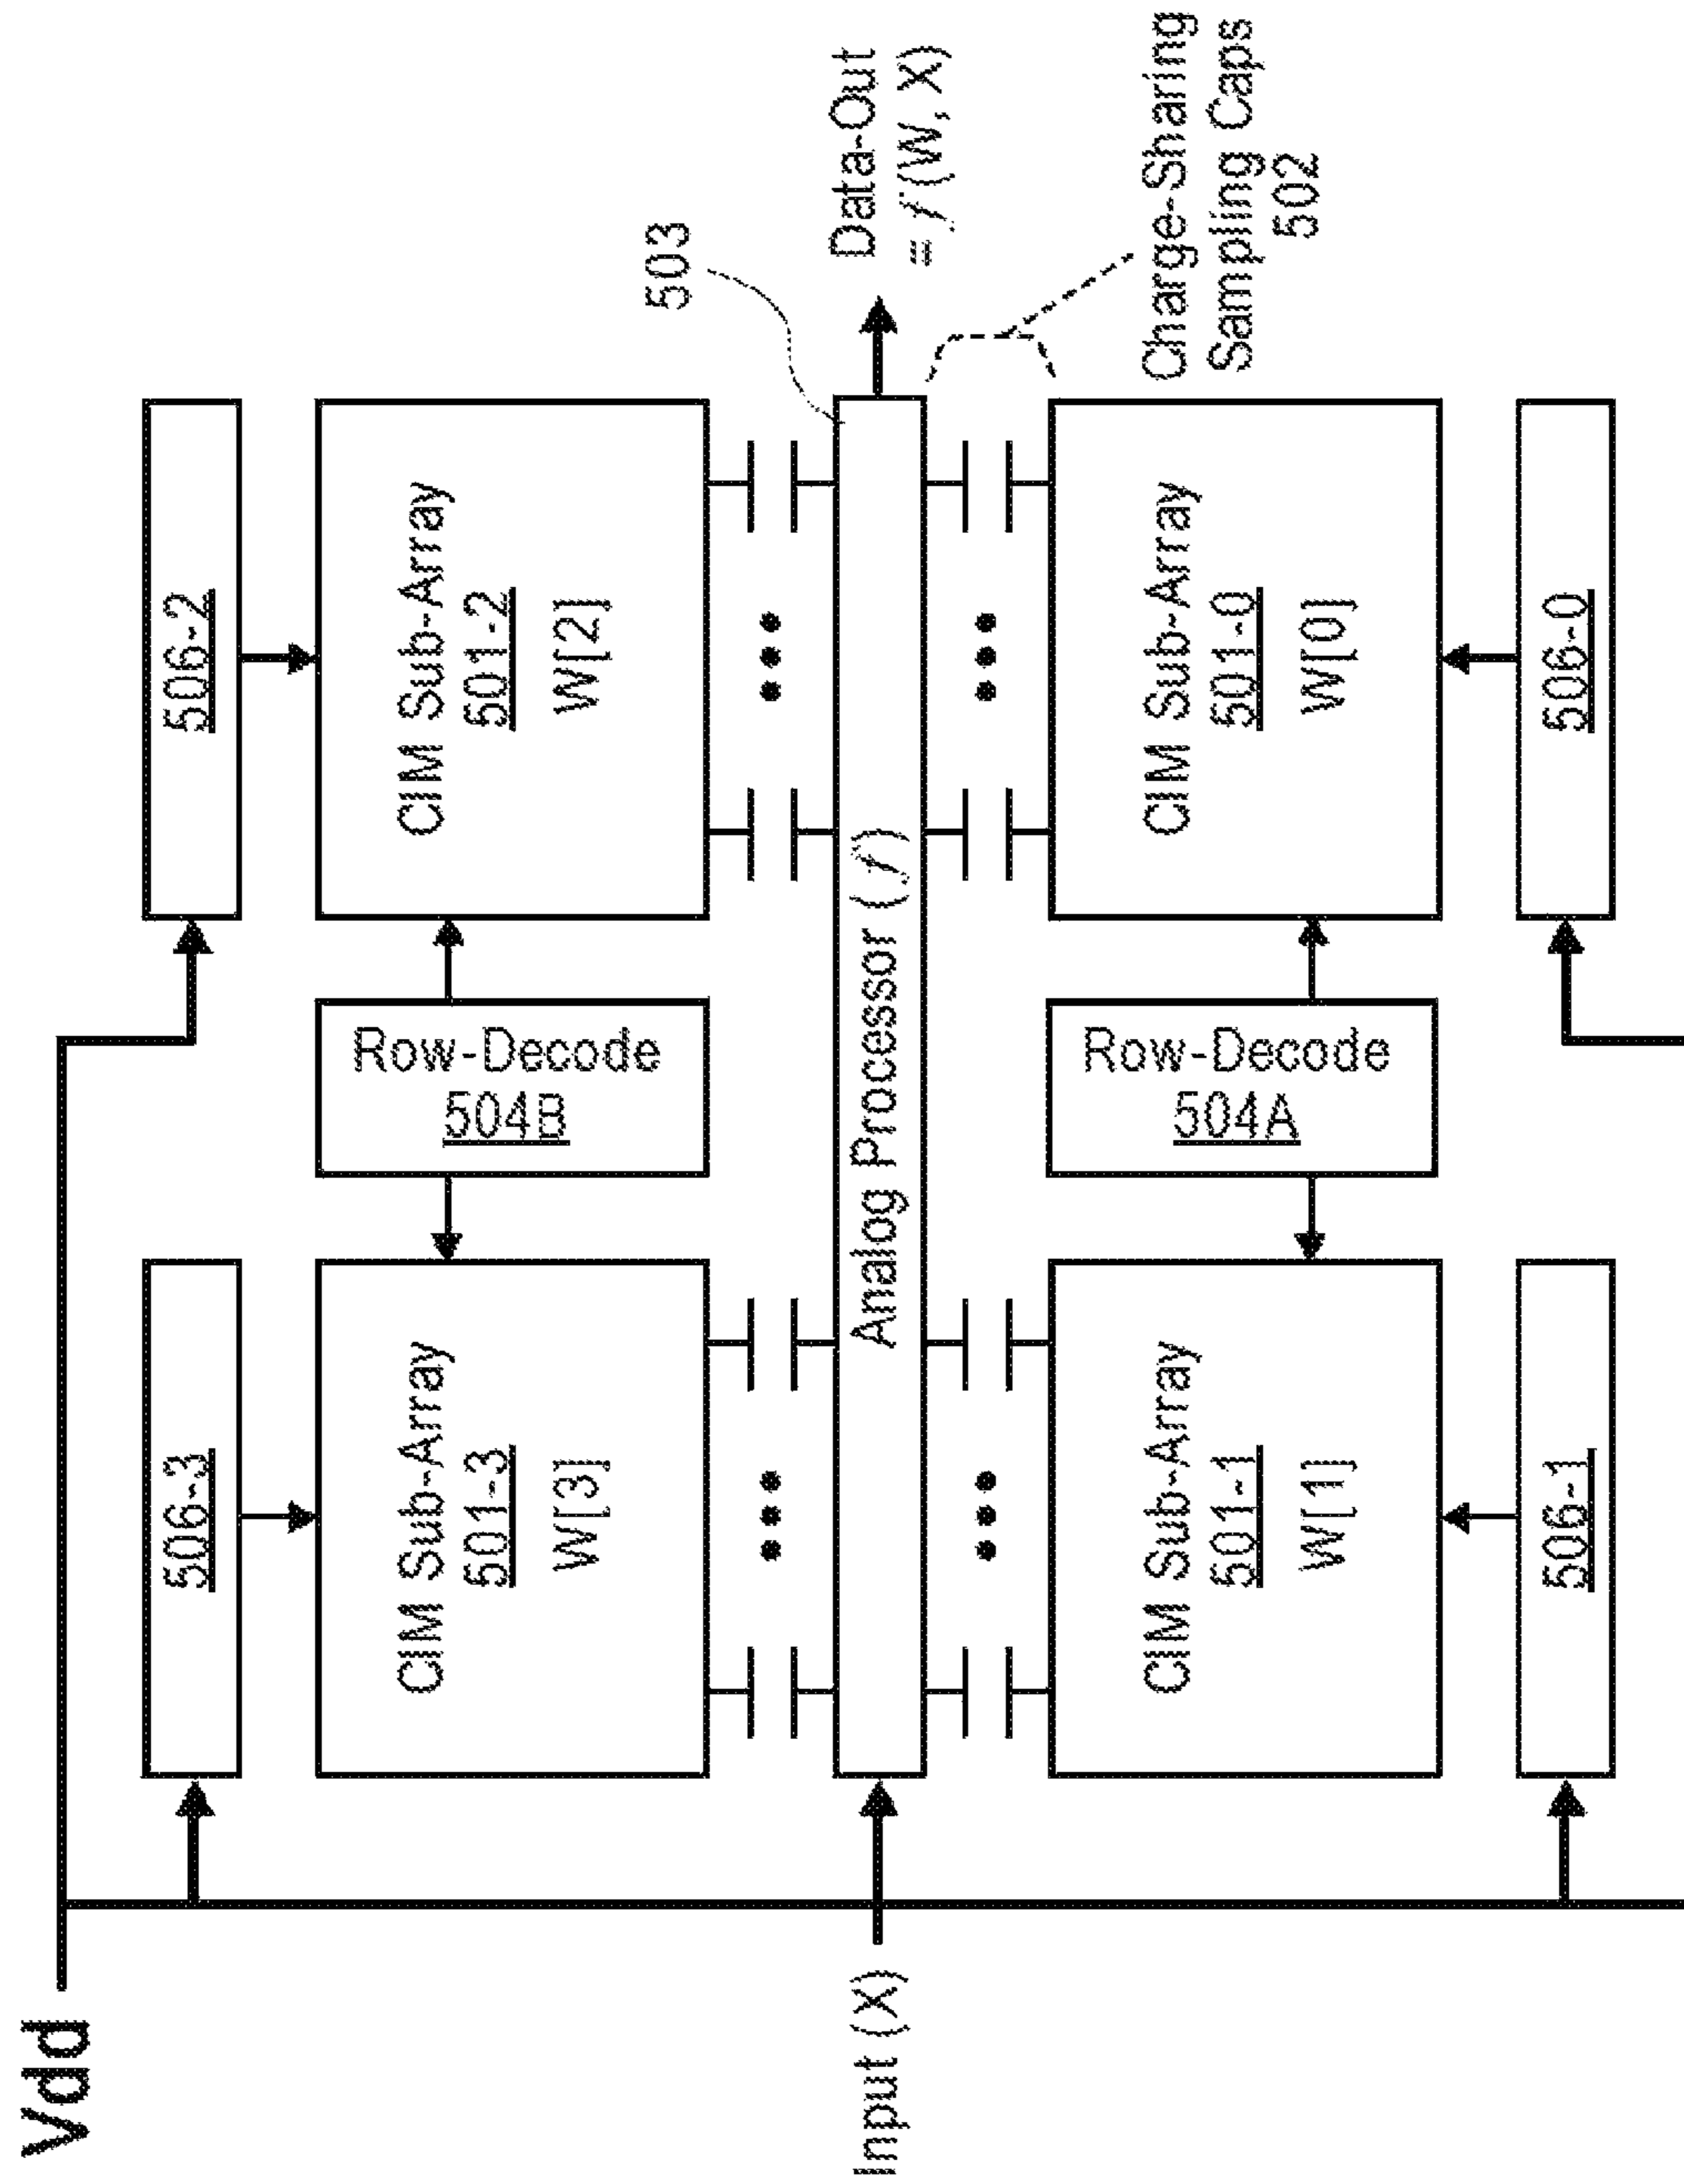 Vdd
506-3
506-2
CIM Sub-Array
501-3
W[3]
Row-Decode
504B
CIM Sub-Array
501-2
W[2]
503
Input (X)
Analog Processor (f)
Data-Out
= f(W, X)
CIM Sub-Array
501-1
W[1]
Row-Decode
504A
CIM Sub-Array
501-0
W[0]
Charge-Sharing
Sampling Caps
502
506-1
506-0